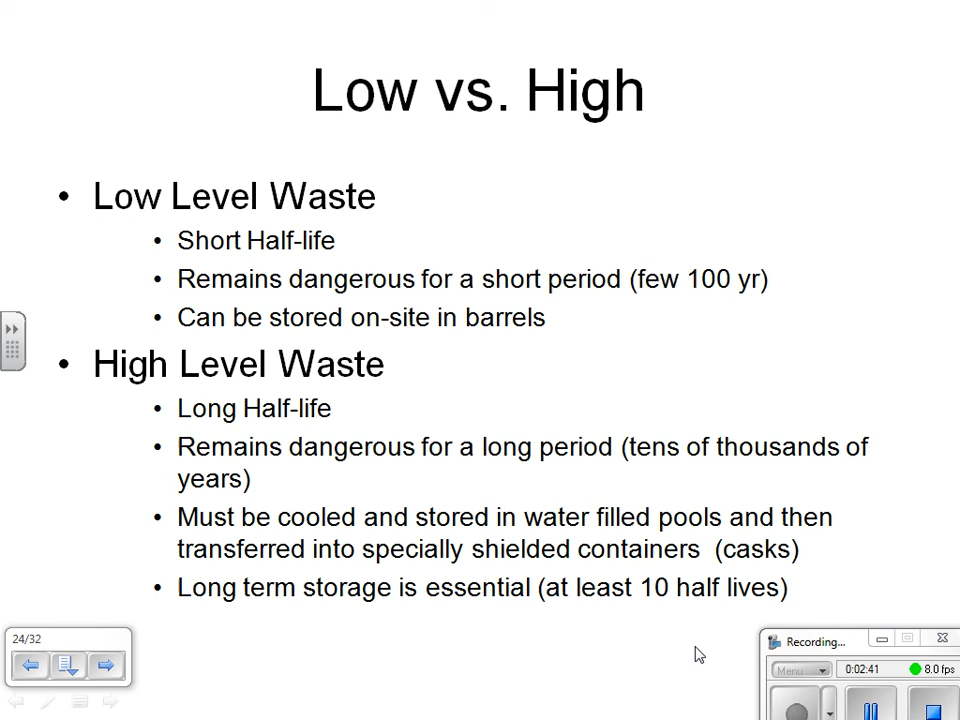 Low vs. High
• Low Level Waste
• Short Half-life
• Remains dangerous for a short period (few 100 yr)
• Can be stored on-site in barrels
• High Level Waste
• Long Half-life
• Remains dangerous for a long period (tens of thousands of
years)
• Must be cooled and stored in water filled pools and then
transferred into specially shielded containers (casks)
• Long term storage is essential (at least 10 half lives)
24/32
Recording...
Menu
0:02:41
8.0 fps